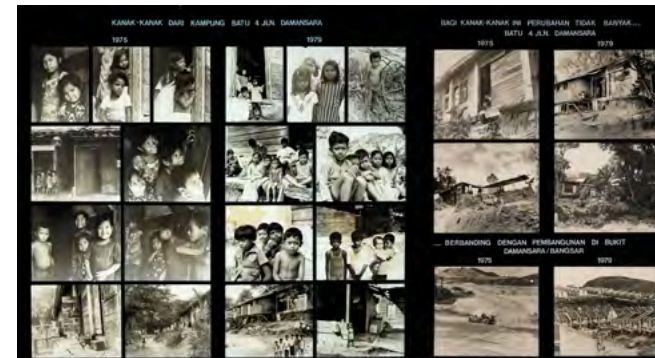 KANAK-KANAK DARI KAMPUNG BATU 4 JLN DAMANSARA
1975
1979
BAGI KANAK-KANAK INI PERUBAHAN TIDAK BANYAK....
BATU 4 JLN. DAMANSARA
1975
1979
.... BERBANDING DENGAN PEMBANGUNAN DI BUKIT
DAMANSARA/BANGSAR
1975
1979